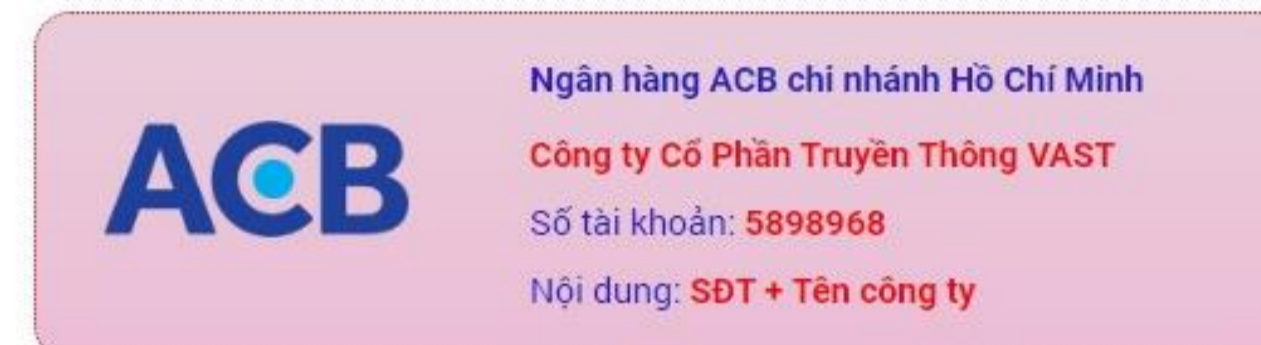 ACB
Ngân hàng ACB chi nhánh Hồ Chí Minh
Công ty Cổ Phần Truyền Thông VAST
Số tài khoản: 5898968
Nội dung: SĐT + Tên công ty